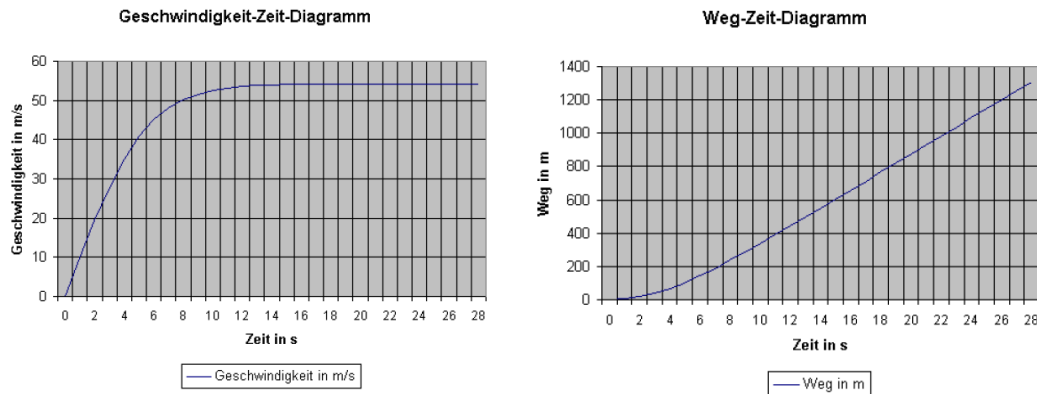 Geschwindigkeit-Zeit-Diagramm
Geschwindigkeit in m/s
60
50
40
30
20
10
0
0 2 4 6 8 10 12 14 16 18 20 22 24 26 28
Zeit in s
Geschwindigkeit in m/s
Weg-Zeit-Diagramm
Weg in m
1400
1200
1000
800
600
400
200
0
0 2 4 6 8 10 12 14 16 18 20 22 24 26 28
Zeit in s
Weg in m